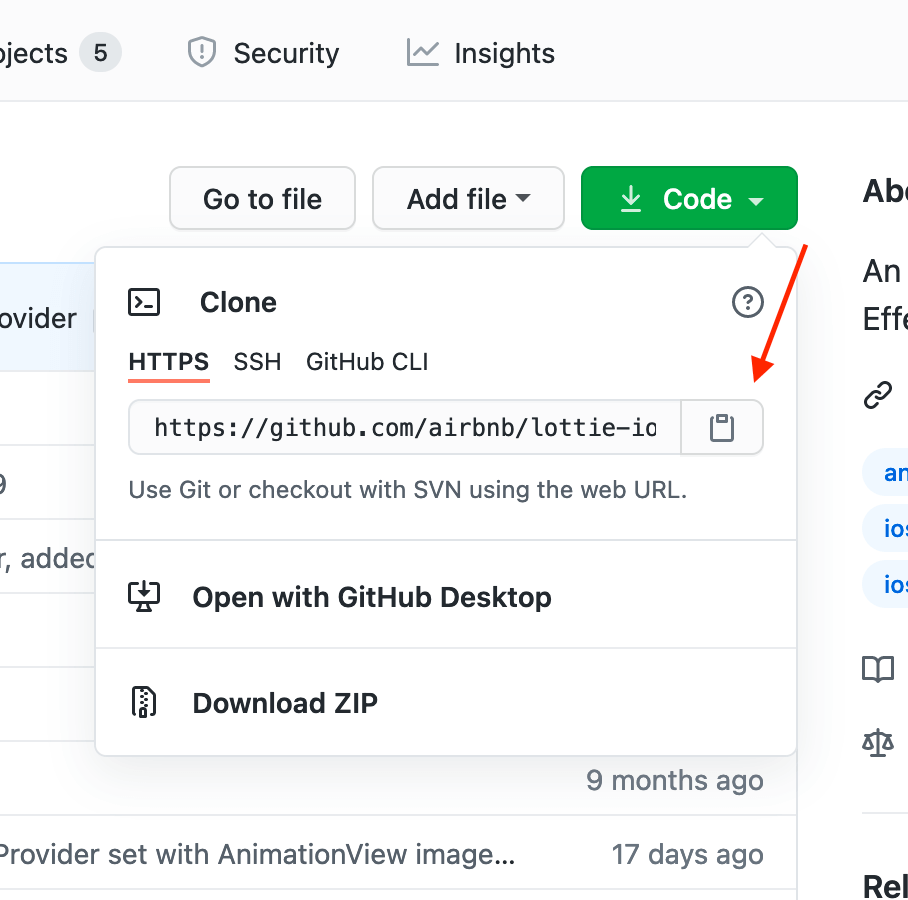 ojects 5 Security Insights
Go to file Add file Code
Abo
Clone
An
ovider
Effe
HTTPS SSH GitHub CLI
https://github.com/airbnb/lottie-io
an
9
Use Git or checkout with SVN using the web URL.
ios
r, added
ios
Open with GitHub Desktop
Download ZIP
9 months ago
Provider set with AnimationView image... 17 days ago
Rel